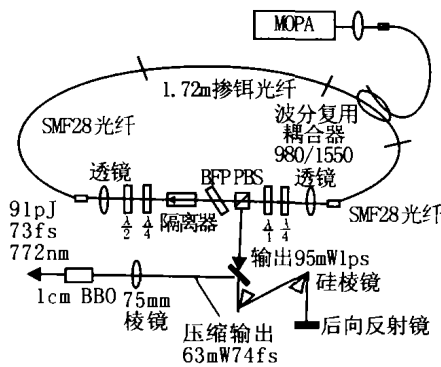 MOPA
1.72m掺铒光纤
SMF28光纤
波分复用
耦合器
980/1550
透镜
BFP PBS
透镜
λ/2
λ/4
隔离器
λ/4
SMF28光纤
91pJ
73fs
772nm
输出95mW1ps
硅棱镜
1cm BBO
75mm
棱镜
压缩输出
63mW74fs
后向反射镜